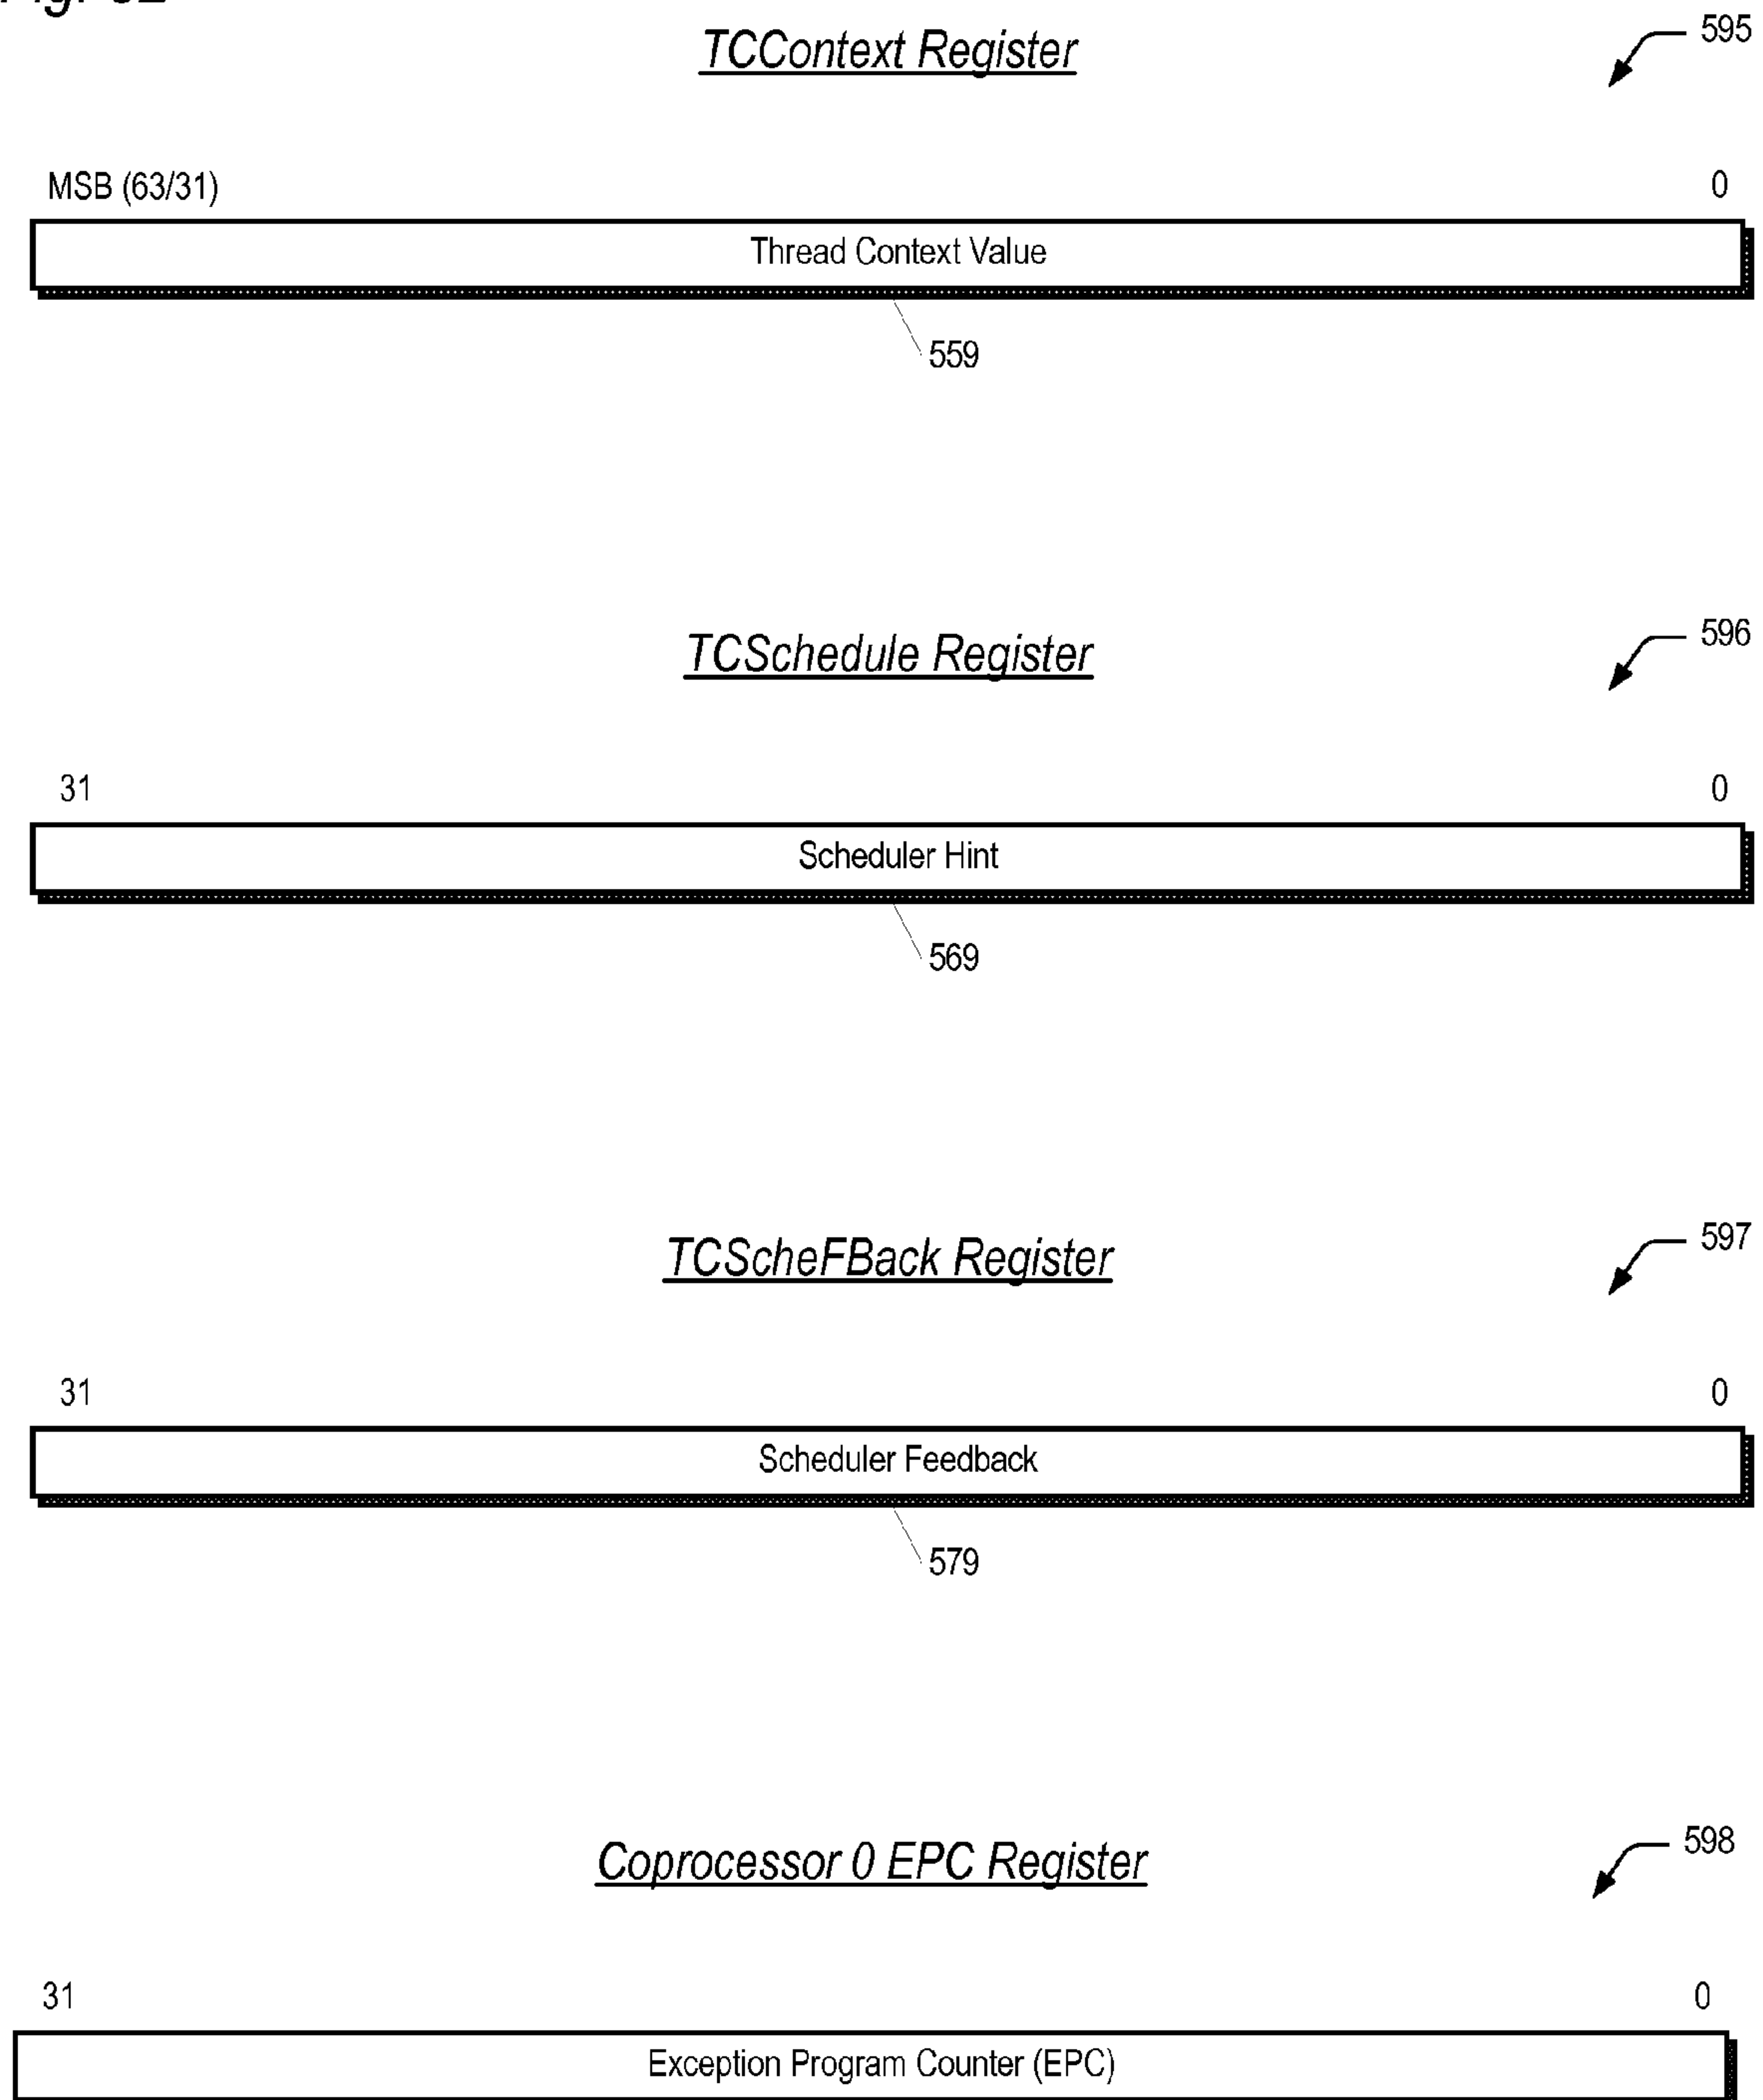 TCContext Register
595
MSB (63/31) 0
Thread Context Value
559
TCSchedule Register
596
31 0
Scheduler Hint
569
TCScheFBack Register
597
31 0
Scheduler Feedback
579
Coprocessor 0 EPC Register
598
31 0
Exception Program Counter (EPC)